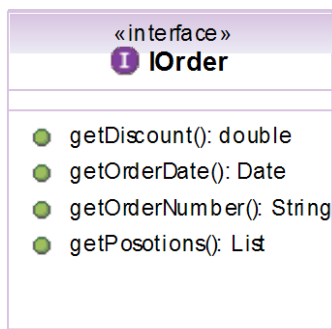 «interface»
I IOrder
getDiscount(): double
getOrderDate(): Date
getOrderNumber(): String
getPosotions(): List